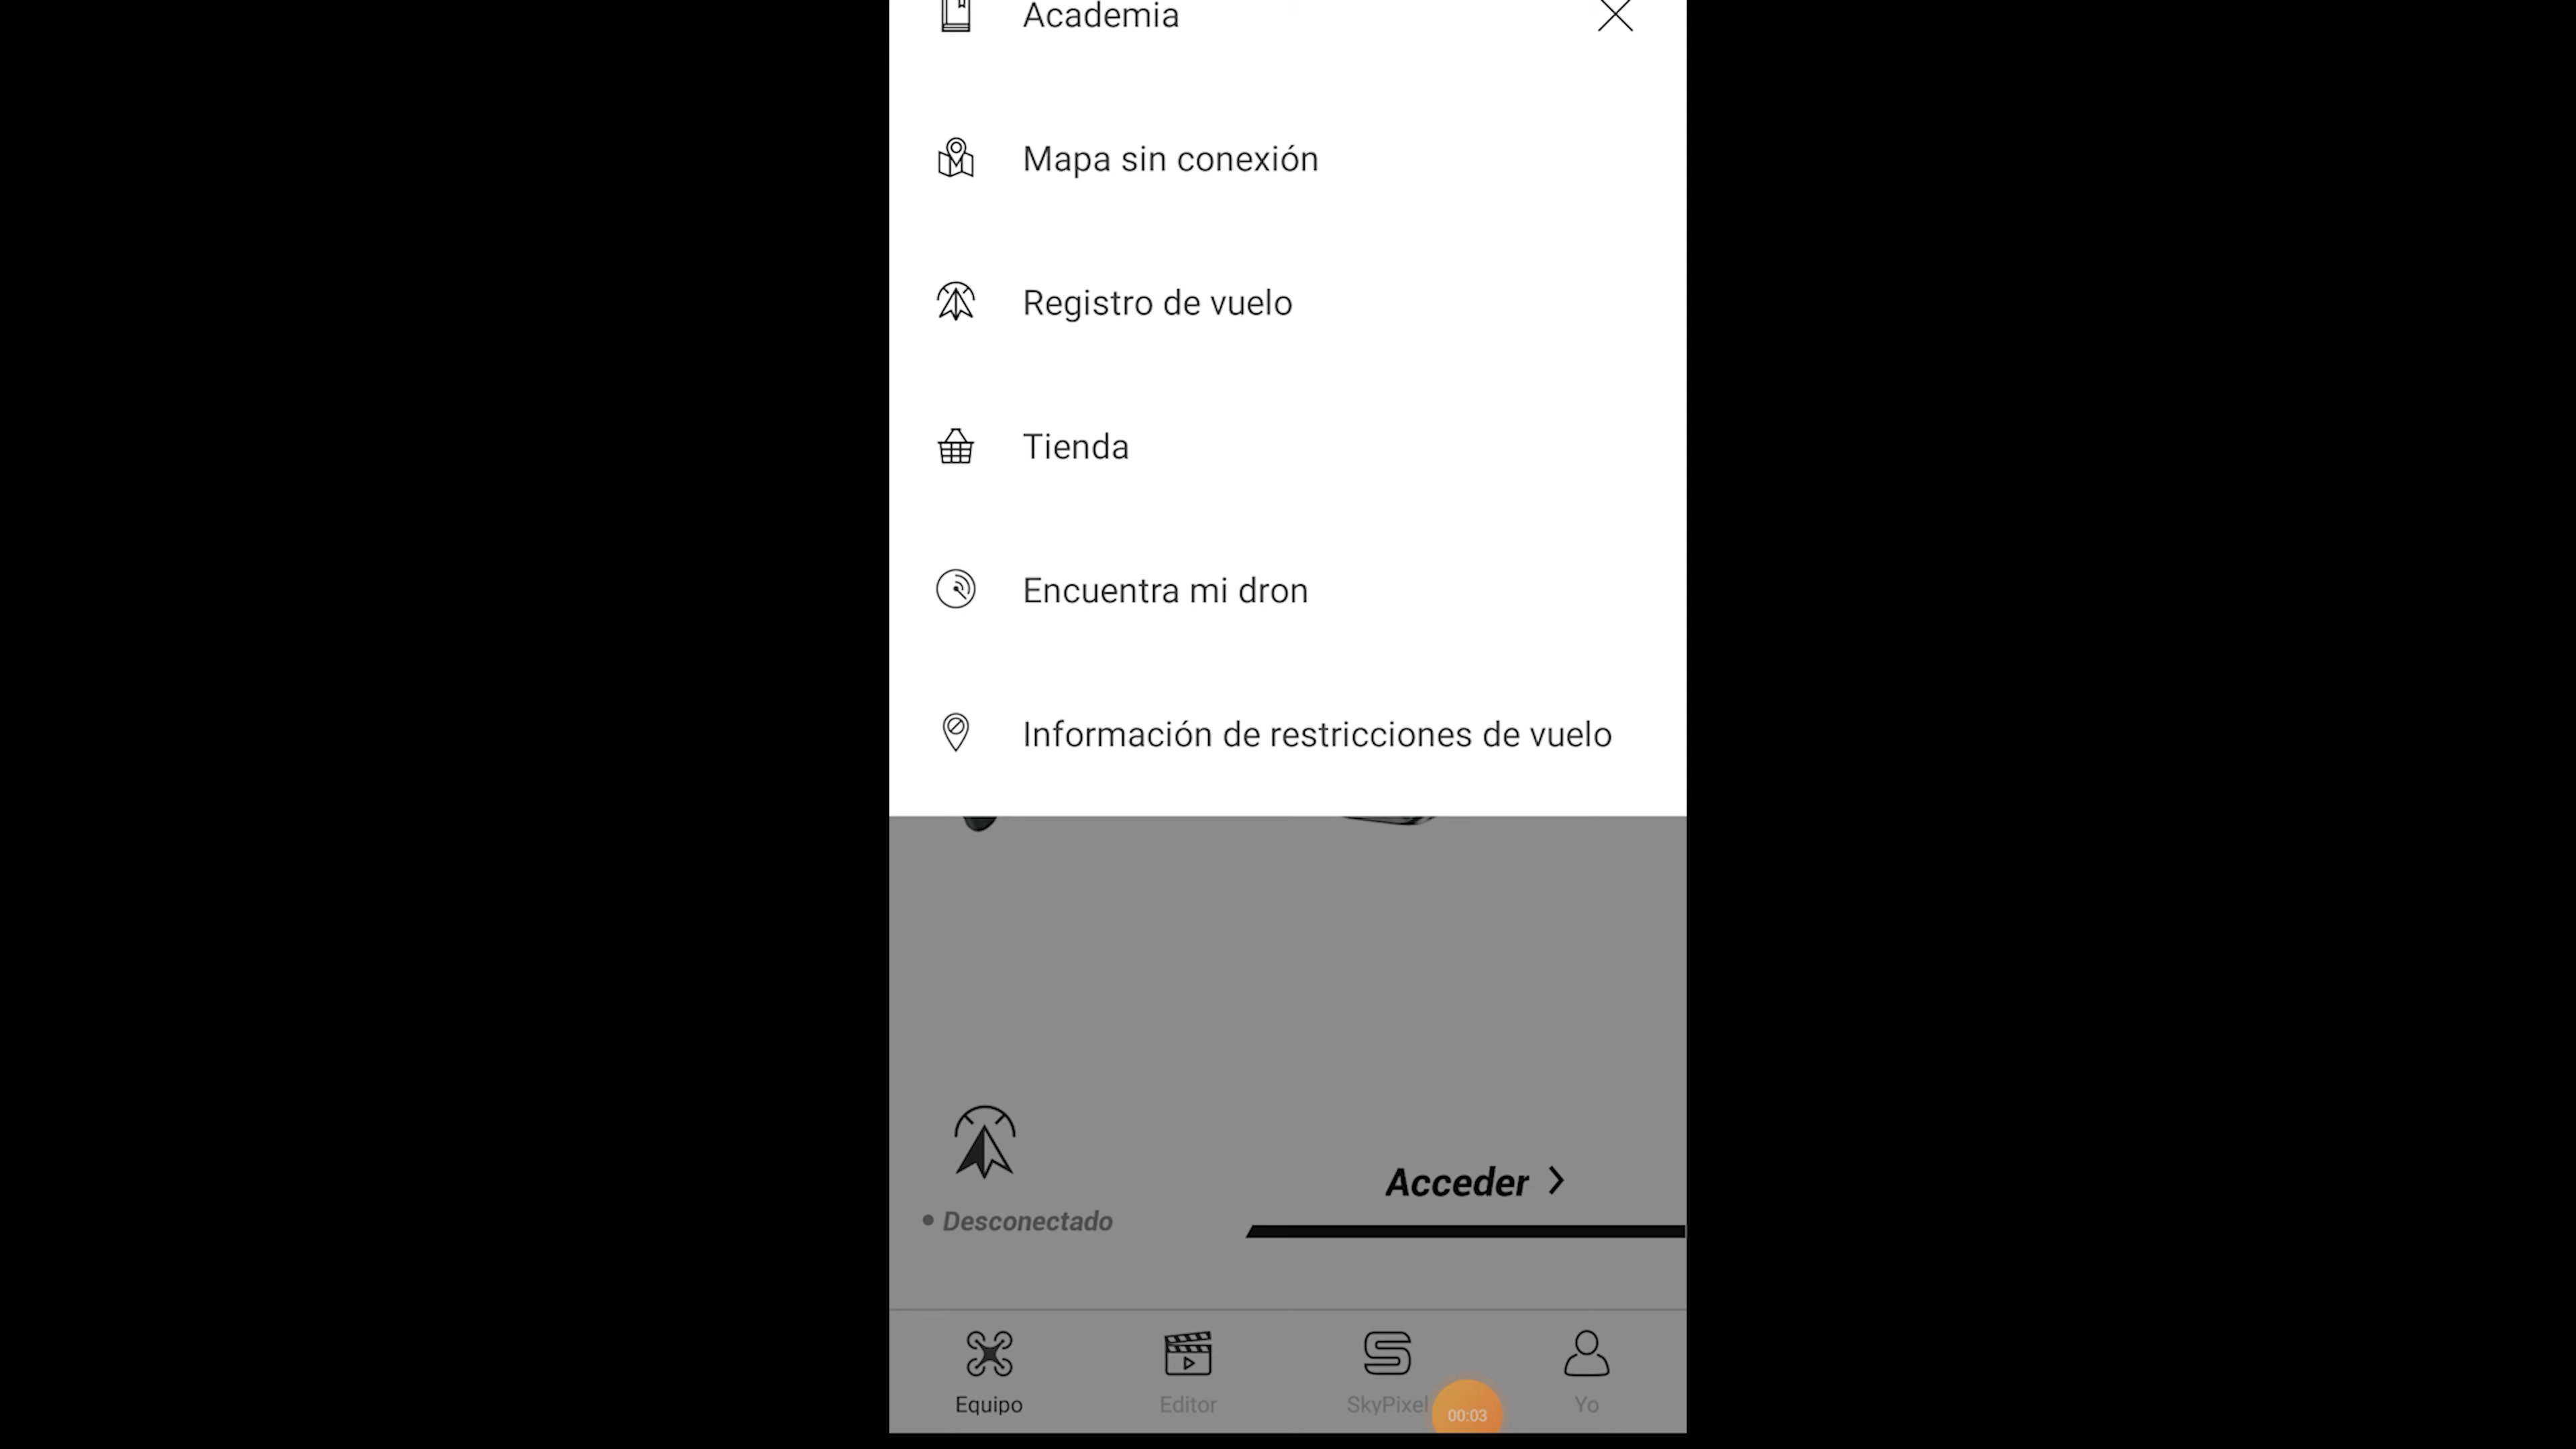 Academia
Mapa sin conexión
Registro de vuelo
Tienda
Encuentra mi dron
Información de restricciones de vuelo
Acceder
Desconectado
Equipo
Editor
SkyPixel
00:03
Yo